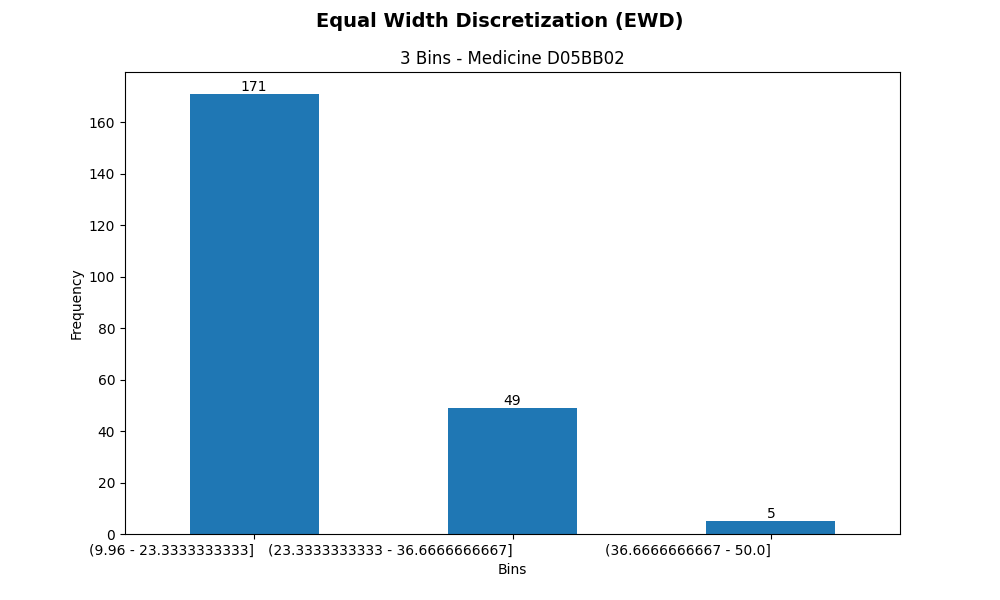 Equal Width Discretization (EWD)
3 Bins - Medicine D05BB02
171
49
5
Frequency
160
140
120
100
80
60
40
20
0
(9.96 - 23.3333333333]
(23.3333333333 - 36.6666666667]
(36.6666666667 - 50.0]
Bins